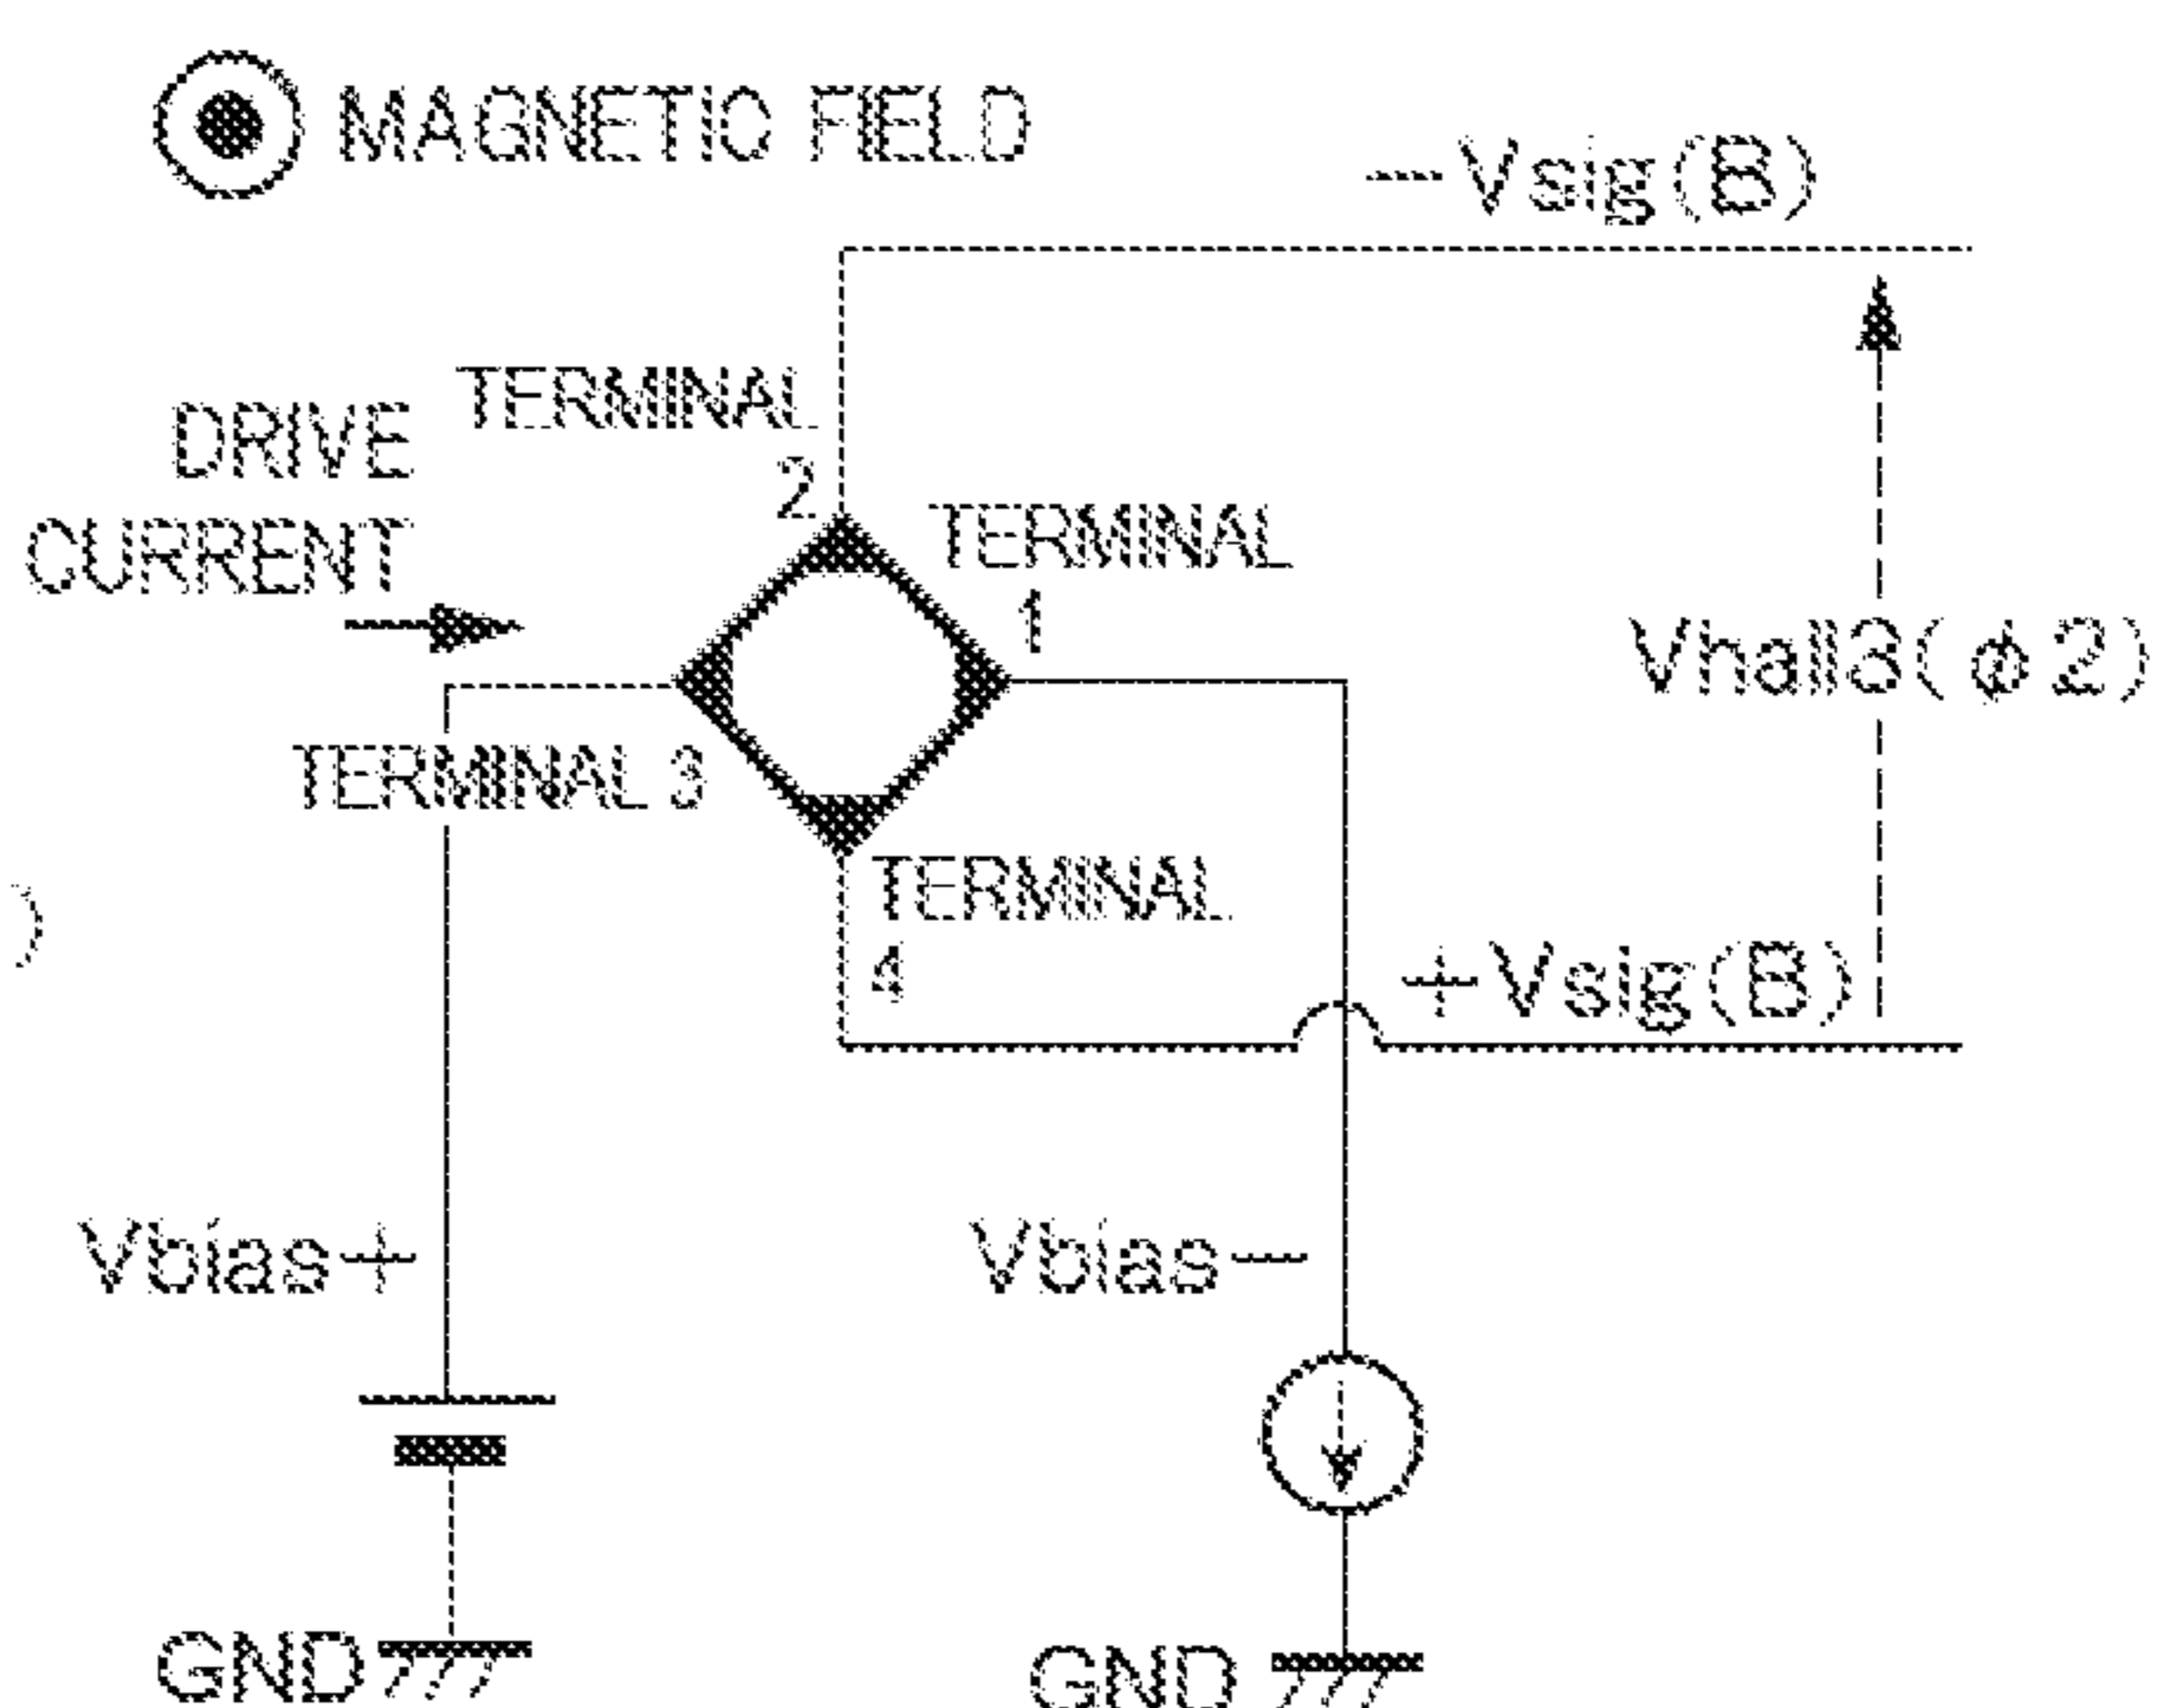 MAGNETIC FIELD
−Vsig(B)
DRIVE
CURRENT
TERMINAL
2
TERMINAL
1
Vhall3(ϕ2)
TERMINAL 3
TERMINAL
4
)
+Vsig(B)
Vbias+
Vbias−
GND
GND